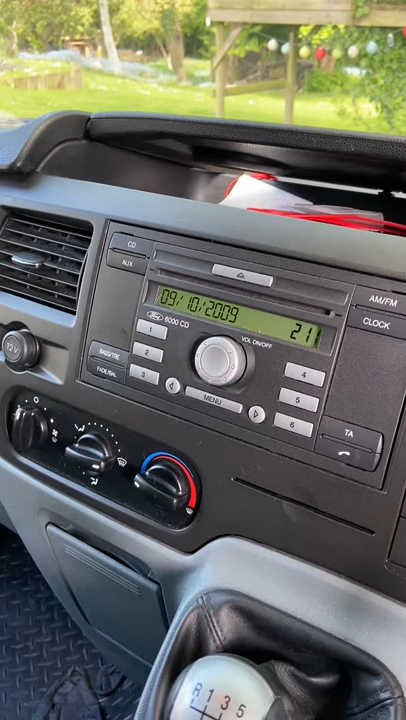 CD
AUX
AM/FM
CLOCK
09/10/2009
21
Ford 6000 CD
VOL ON/OFF
1
2
3
4
5
6
BASS/TRE
FADE/BAL
MENU
TA
12V
O
R 1 3 5